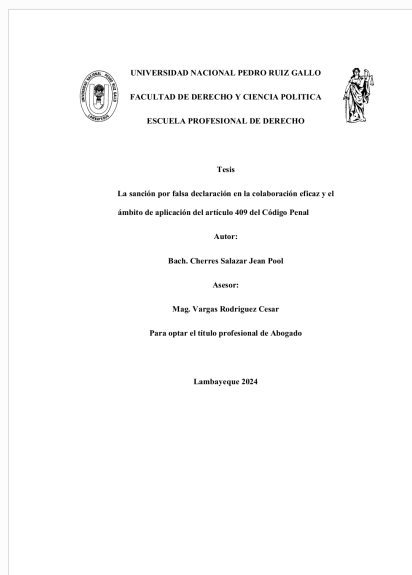 UNIVERSIDAD NACIONAL PEDRO RUIZ GALLO
FACULTAD DE DERECHO Y CIENCIA POLITICA
ESCUELA PROFESIONAL DE DERECHO
Tesis
La sanción por falsa declaración en la colaboración eficaz y el
ámbito de aplicación del artículo 409 del Código Penal
Autor:
Bach. Cherres Salazar Jean Pool
Asesor:
Mag. Vargas Rodriguez Cesar
Para optar el título profesional de Abogado
Lambayeque 2024